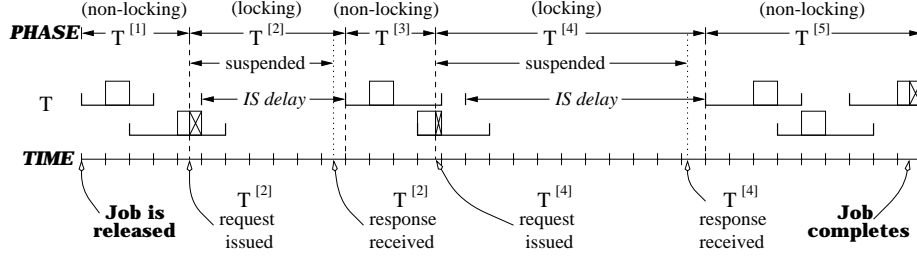 (non-locking) (locking) (non-locking) (locking) (non-locking)
PHASE T [1] T [2] T [3] T [4] T [5]
suspended suspended
T IS delay IS delay
TIME
T [2] T [2] T [4] T [4]
Job is request response request response Job
released issued received issued received completes